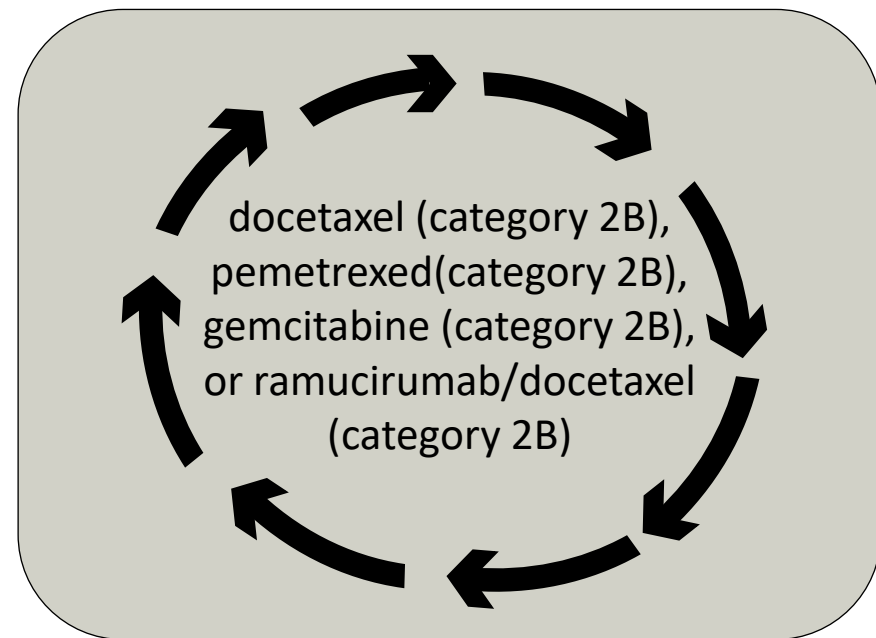 docetaxel (category 2B),
pemetrexed(category 2B),
gemcitabine (category 2B),
or ramucirumab/docetaxel
(category 2B)